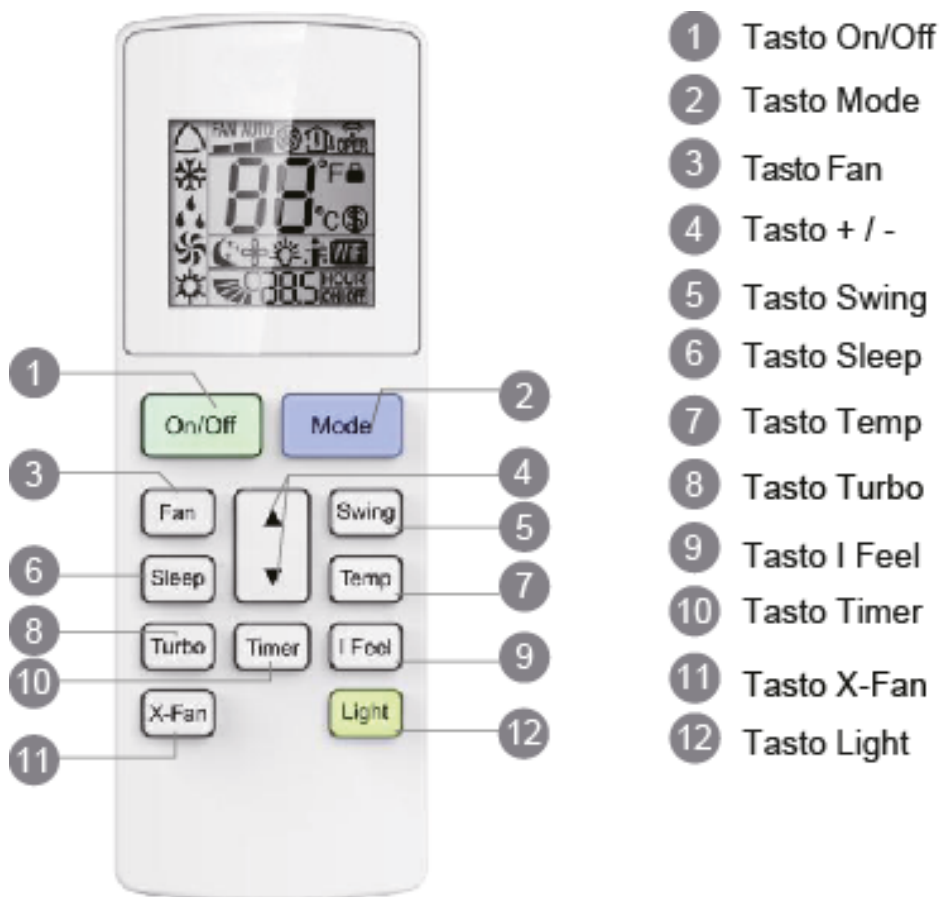 1 Tasto On/Off
2 Tasto Mode
3 Tasto Fan
4 Tasto + / -
5 Tasto Swing
6 Tasto Sleep
7 Tasto Temp
8 Tasto Turbo
9 Tasto I Feel
10 Tasto Timer
11 Tasto X-Fan
12 Tasto Light
FAN AUTO OPER
88 °F
°C
HOUR
ON/OFF
1
2
On/Off Mode
3
4
Fan Swing
5
6
Sleep Temp
7
8
Turbo Timer I Feel
9
10
X-Fan Light
11
12